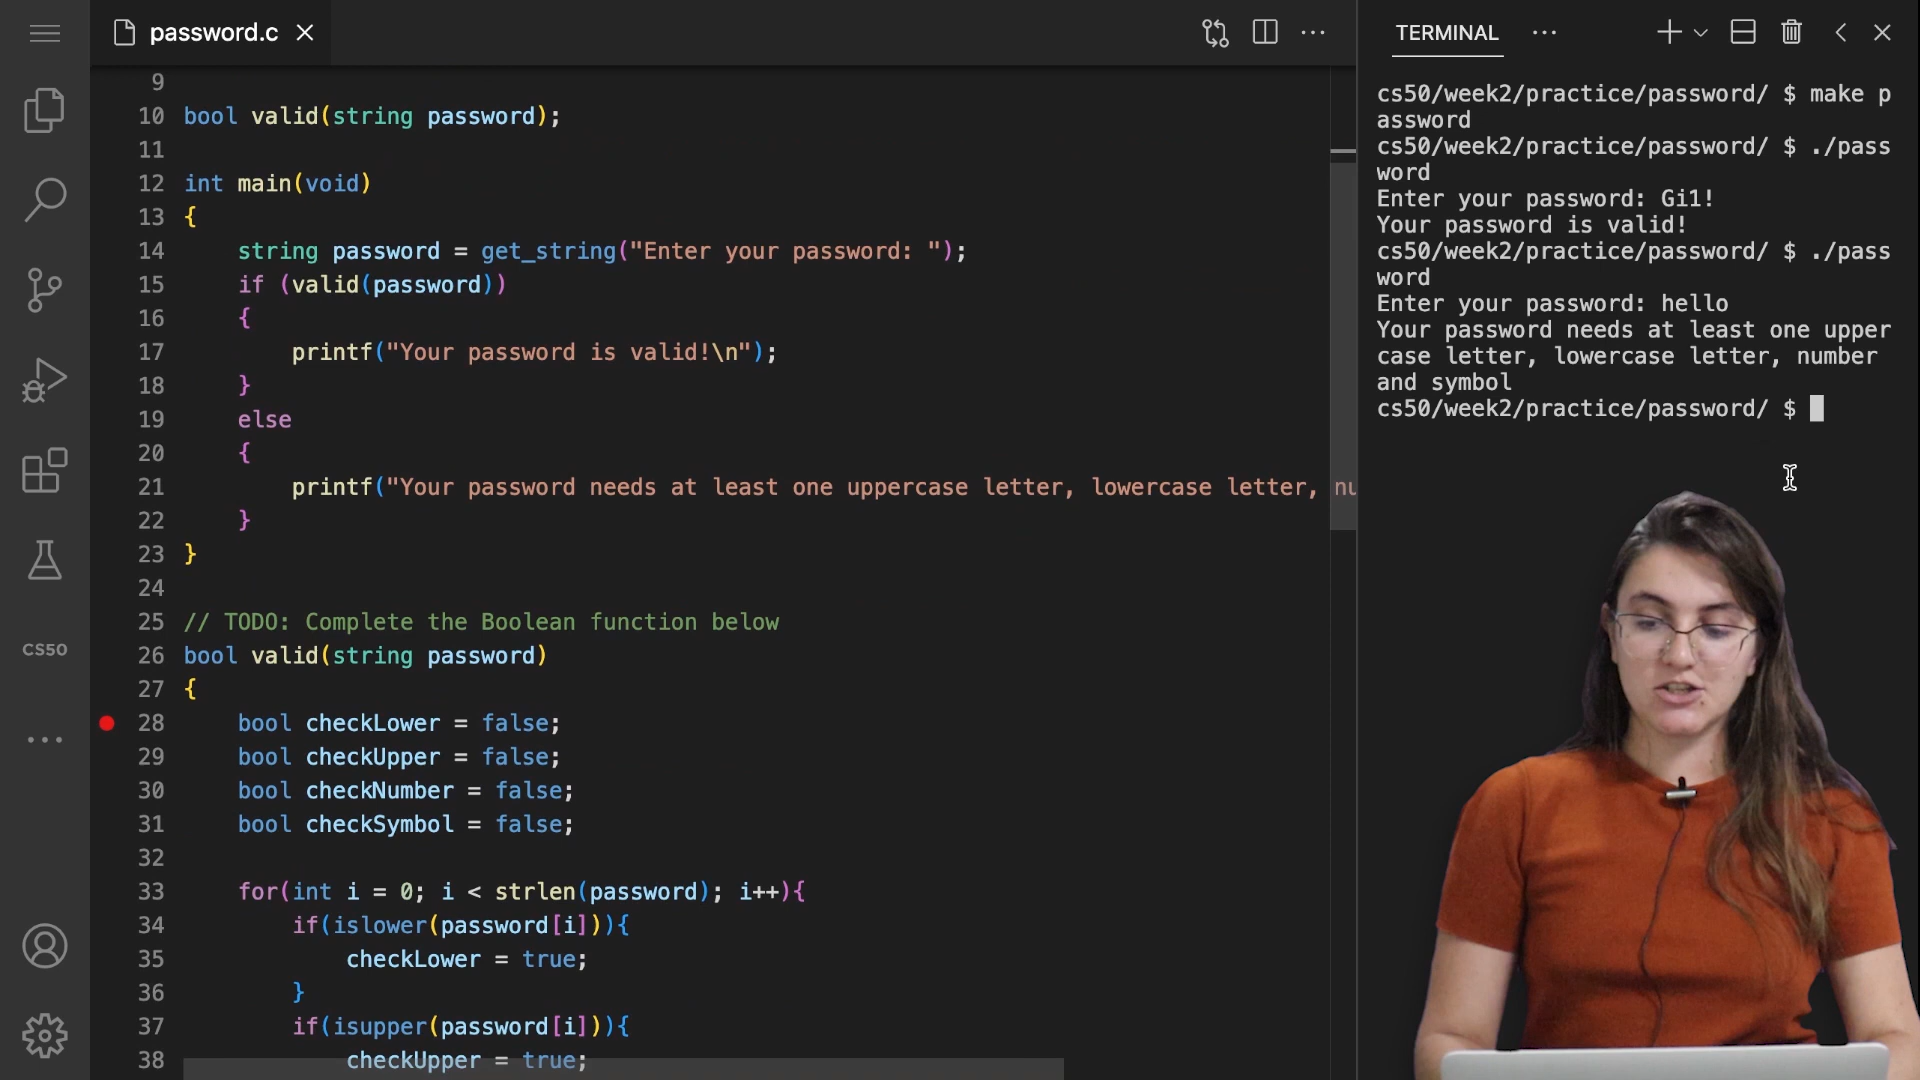 password.c
9
10 bool valid(string password);
11
12 int main(void)
13 {
14 string password = get_string("Enter your password: ");
15 if (valid(password))
16 {
17 printf("Your password is valid!\n");
18 }
19 else
20 {
21 printf("Your password needs at least one uppercase letter, lowercase letter, nu
22 }
23 }
24
25 // TODO: Complete the Boolean function below
26 bool valid(string password)
27 {
28 bool checkLower = false;
29 bool checkUpper = false;
30 bool checkNumber = false;
31 bool checkSymbol = false;
32
33 for(int i = 0; i < strlen(password); i++){
34 if(islower(password[i])){
35 checkLower = true;
36 }
37 if(isupper(password[i])){
38 checkUpper = true;
CS50
TERMINAL
cs50/week2/practice/password/ $ make p
assword
cs50/week2/practice/password/ $ ./pass
word
Enter your password: Gi1!
Your password is valid!
cs50/week2/practice/password/ $ ./pass
word
Enter your password: hello
Your password needs at least one upper
case letter, lowercase letter, number
and symbol
cs50/week2/practice/password/ $